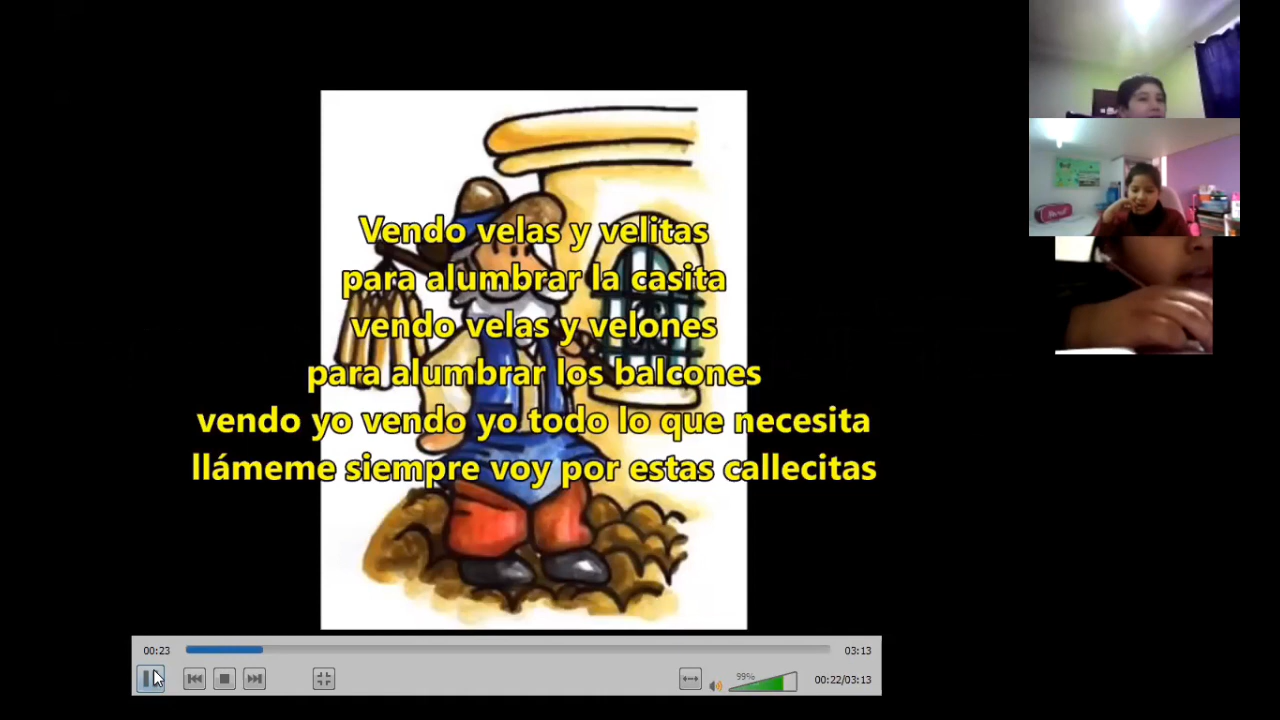 Vendo velas y velitas
para alumbrar la casita
vendo velas y velones
para alumbrar los balcones
vendo yo vendo yo todo lo que necesita
llámeme siempre voy por estas callecitas
00:23
03:13
99%
00:22/03:13